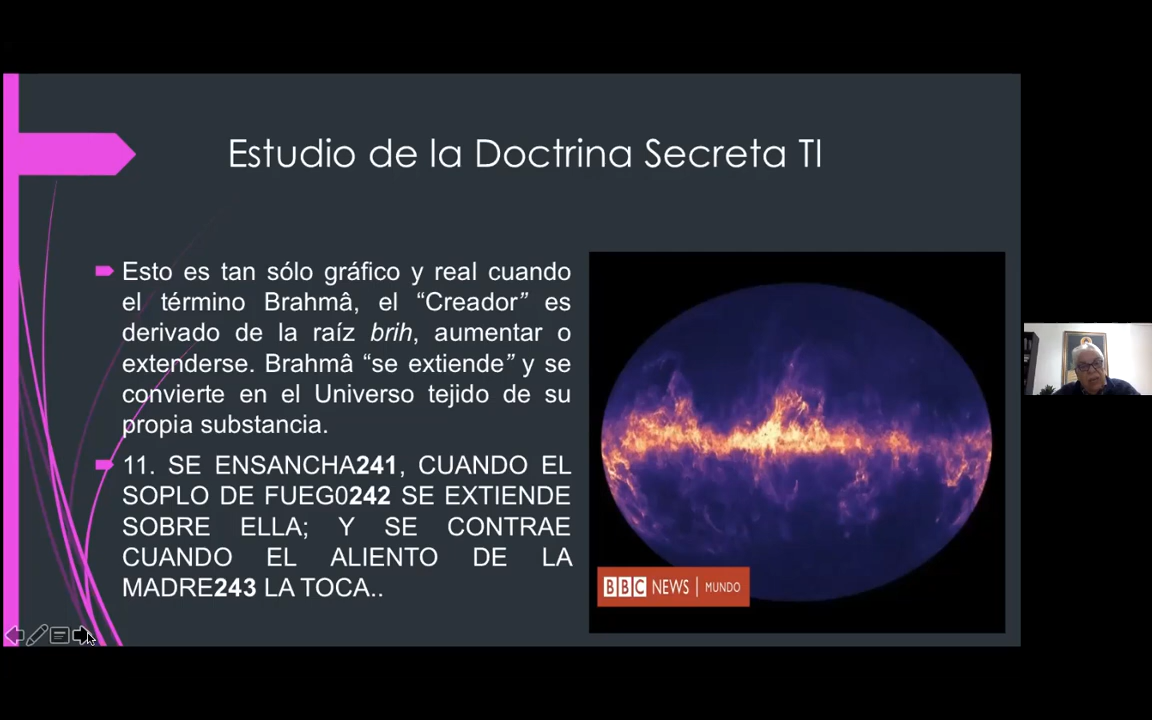 Estudio de la Doctrina Secreta TI
Esto es tan sólo gráfico y real cuando
el término Brahmâ, el “Creador” es
derivado de la raíz brih, aumentar o
extenderse. Brahmâ “se extiende” y se
convierte en el Universo tejido de su
propia substancia.
11. SE ENSANCHA241, CUANDO EL
SOPLO DE FUEG0242 SE EXTIENDE
SOBRE ELLA; Y SE CONTRAE
CUANDO EL ALIENTO DE LA
MADRE243 LA TOCA..
BBC NEWS | MUNDO